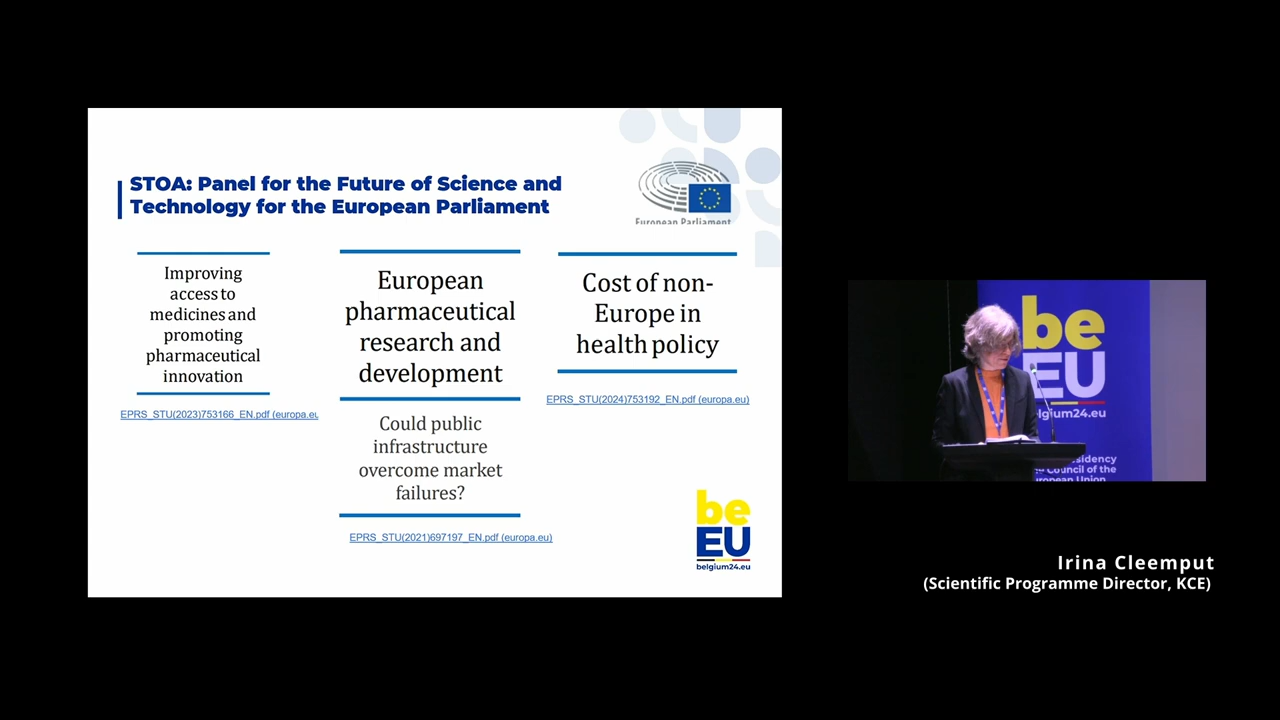 STOA: Panel for the Future of Science and
Technology for the European Parliament
European Parliament
Improving
access to
medicines and
promoting
pharmaceutical
innovation
EPRS_STU(2023)753166_EN.pdf (europa.eu
European
pharmaceutical
research and
development
Could public
infrastructure
overcome market
failures?
EPRS_STU(2021)697197_EN.pdf (europa.eu)
Cost of non-
Europe in
health policy
EPRS_STU(2024)753192_EN.pdf (europa.eu)
be
EU
belgium24.eu
be
EU
elgium24.eu
sidency
Council of the
ropean Union
Irina Cleemput
(Scientific Programme Director, KCE)